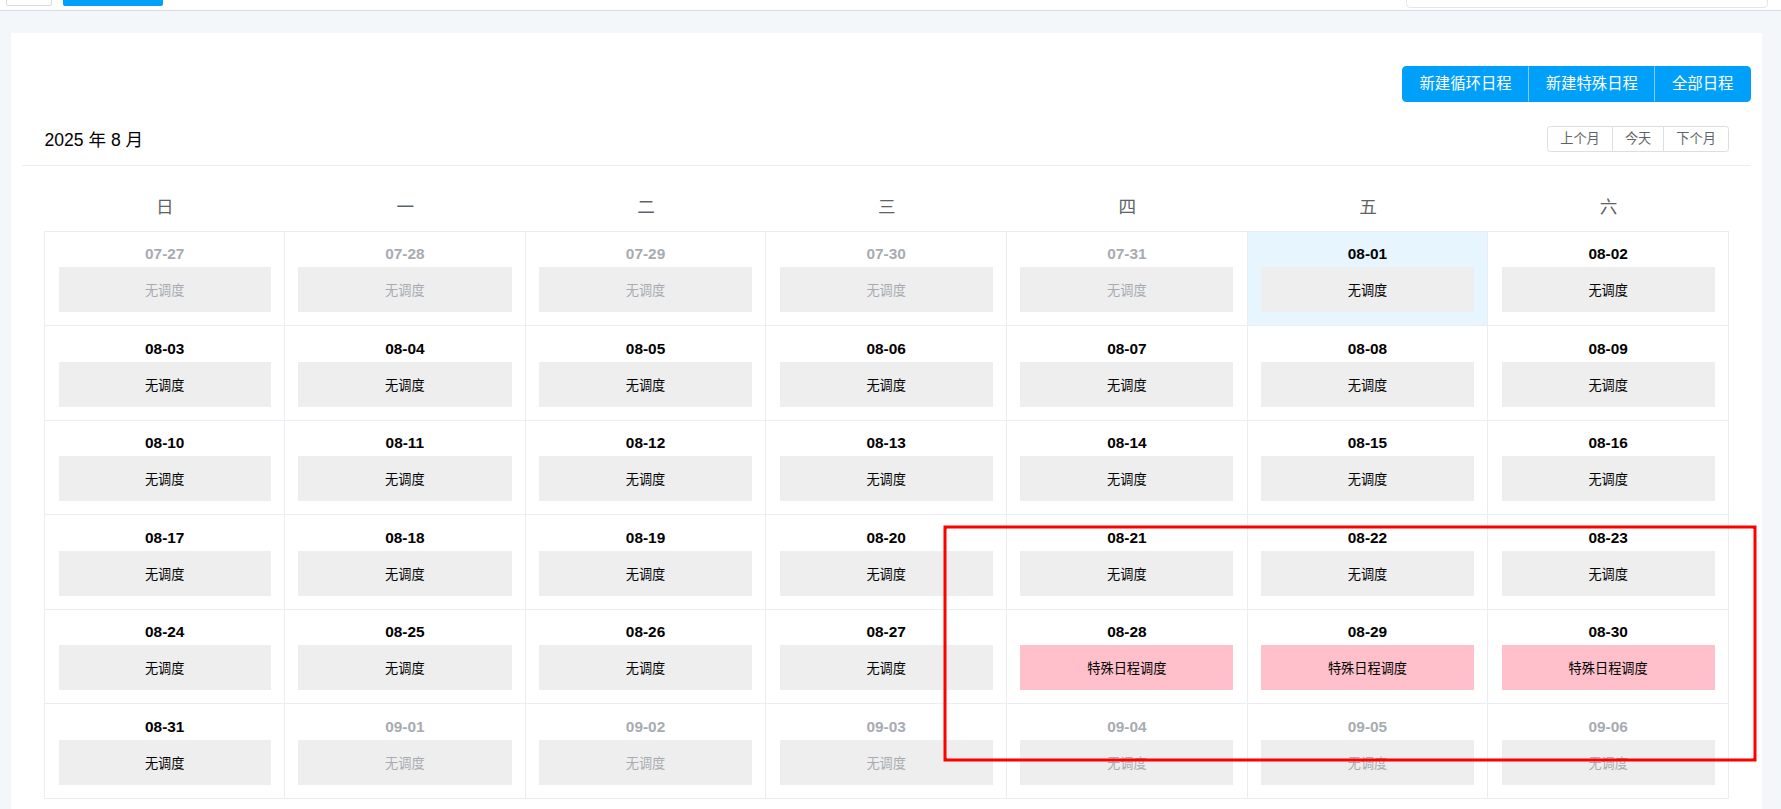 新建循环日程 新建特殊日程 全部日程
2025 年 8 月 上个月 今天 下个月
日 一 二 三 四 五 六
07-27 07-28 07-29 07-30 07-31 08-01 08-02
无调度 无调度 无调度 无调度 无调度 无调度 无调度
08-03 08-04 08-05 08-06 08-07 08-08 08-09
无调度 无调度 无调度 无调度 无调度 无调度 无调度
08-10 08-11 08-12 08-13 08-14 08-15 08-16
无调度 无调度 无调度 无调度 无调度 无调度 无调度
08-17 08-18 08-19 08-20 08-21 08-22 08-23
无调度 无调度 无调度 无调度 无调度 无调度 无调度
08-24 08-25 08-26 08-27 08-28 08-29 08-30
无调度 无调度 无调度 无调度 特殊日程调度 特殊日程调度 特殊日程调度
08-31 09-01 09-02 09-03 09-04 09-05 09-06
无调度 无调度 无调度 无调度 无调度 无调度 无调度